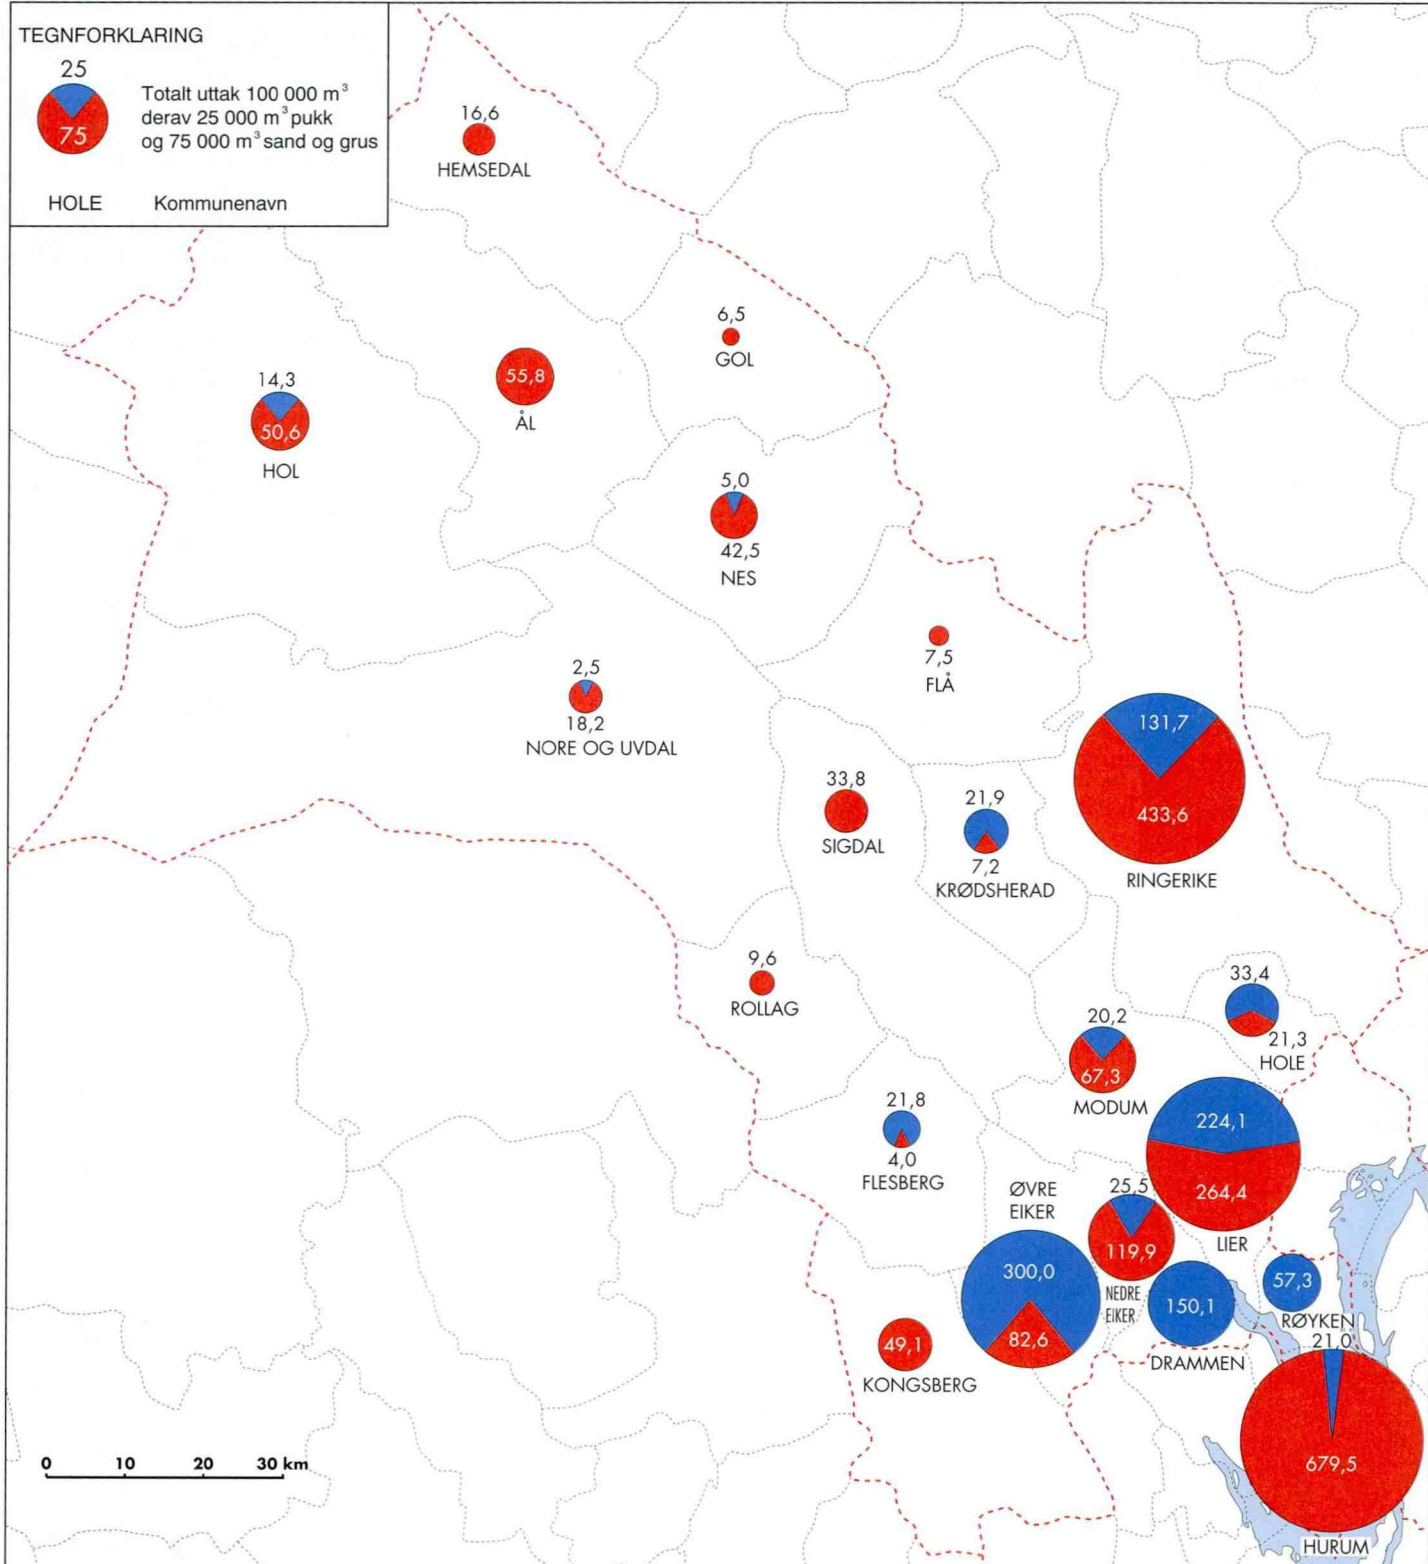 TEGNFORKLARING
25
75
Totalt uttak 100 000 m³
derav 25 000 m³ pukk
og 75 000 m³ sand og grus
HOLE Kommunenavn
16,6
HEMSEDAL
6,5
GOL
55,8
ÅL
14,3
50,6
HOL
5,0
42,5
NES
7,5
FLÅ
2,5
18,2
NORE OG UVDAL
131,7
433,6
RINGERIKE
33,8
SIGDAL
21,9
7,2
KRØDSHERAD
9,6
ROLLAG
33,4
21,3
HOLE
20,2
67,3
MODUM
21,8
4,0
FLESBERG
224,1
264,4
LIER
ØVRE
EIKER
300,0
82,6
25,5
119,9
NEDRE
EIKER
150,1
DRAMMEN
57,3
RØYKEN
49,1
KONGSBERG
21,0
679,5
HURUM
0 10 20 30 km